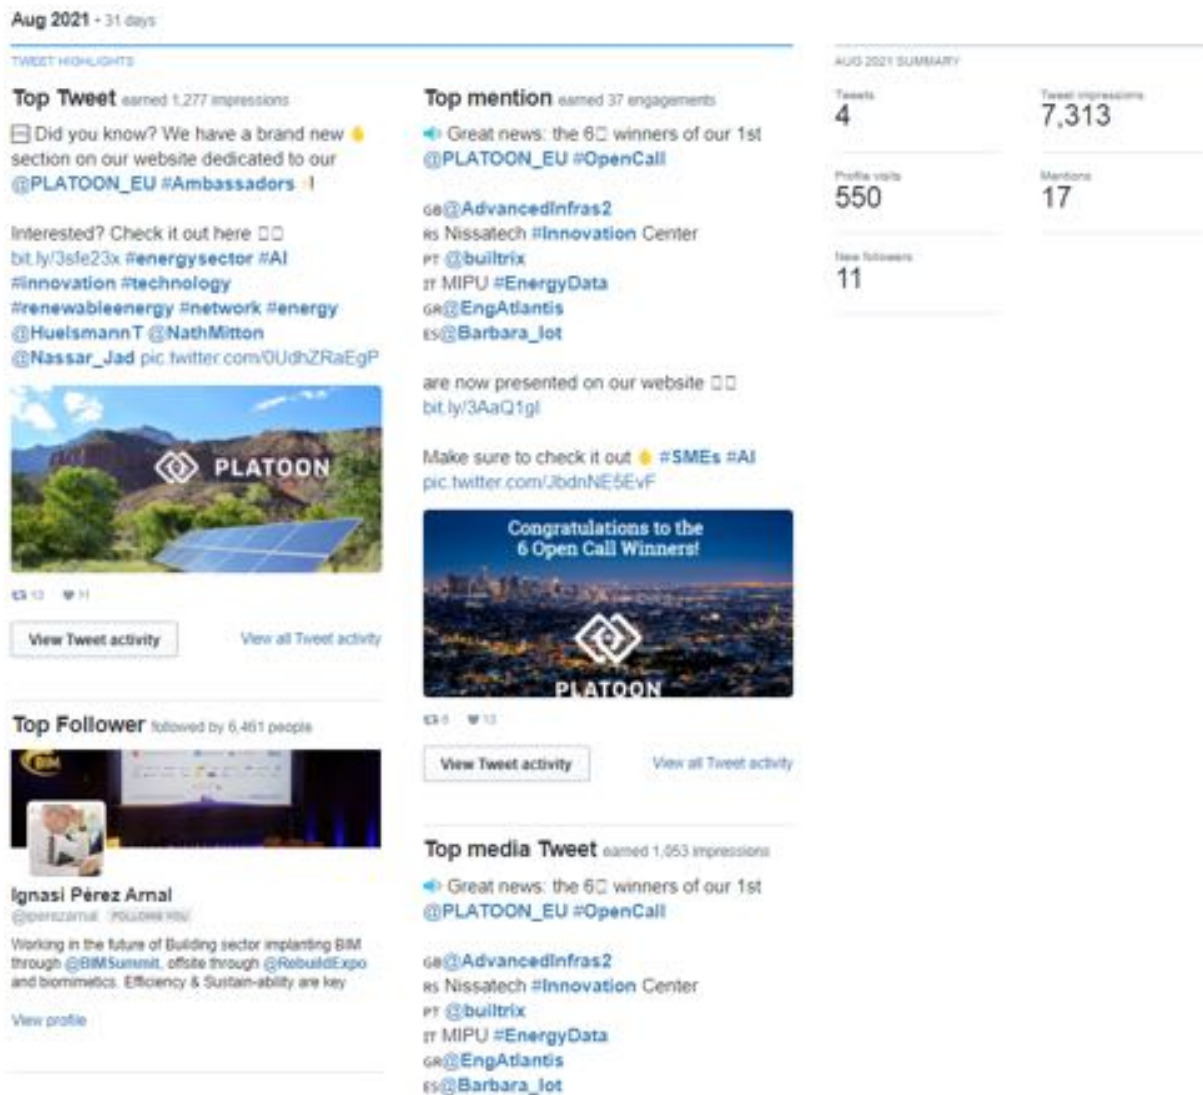 Aug 2021 • 31 days
TWEET HIGHLIGHTS
Top Tweet earned 1,277 impressions
Did you know? We have a brand new
section on our website dedicated to our
@PLATOON_EU #Ambassadors
Interested? Check it out here
bit.ly/3sfe23x #energysector #AI
#innovation #technology
#renewableenergy #network #energy
@HuelsmannT @NathMitton
@Nassar_Jad pic.twitter.com/0UdhZRaEgP
PLATOON
13
View Tweet activity
View all Tweet activity
Top Follower followed by 6,461 people
BIM
Ignasi Pérez Arnal
@iperezarnal FOLLOWS YOU
Working in the future of Building sector implanting BIM
through @BIMSummit, offsite through @RebuildExpo
and biomimetics. Efficiency & Sustain-ability are key
View profile
Top mention earned 37 engagements
Great news: the 6 winners of our 1st
@PLATOON_EU #OpenCall
GB@AdvancedInfras2
RS Nissatech #Innovation Center
PT @builtrix
IT MIPU #EnergyData
GR@EngAtlantis
ES@Barbara_Iot
are now presented on our website
bit.ly/3AaQ1gI
Make sure to check it out #SMEs #AI
pic.twitter.com/JbdnNE5EvF
Congratulations to the
6 Open Call Winners!
PLATOON
View Tweet activity
View all Tweet activity
Top media Tweet earned 1,053 impressions
Great news: the 6 winners of our 1st
@PLATOON_EU #OpenCall
GB@AdvancedInfras2
RS Nissatech #Innovation Center
PT @builtrix
IT MIPU #EnergyData
GR@EngAtlantis
ES@Barbara_Iot
AUG 2021 SUMMARY
Tweets
4
Tweet impressions
7,313
Profile visits
550
Mentions
17
New followers
11